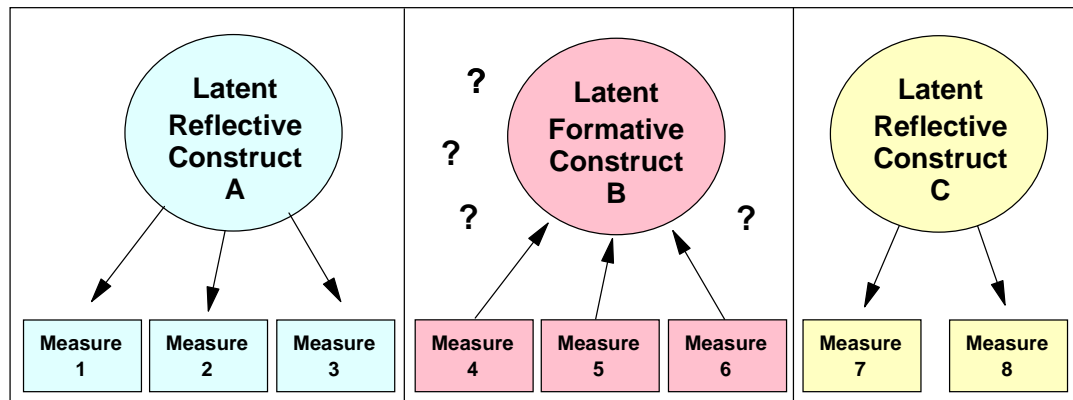 Latent
Reflective
Construct
A
?
?
?
Latent
Formative
Construct
B
?
Latent
Reflective
Construct
C
Measure
1
Measure
2
Measure
3
Measure
4
Measure
5
Measure
6
Measure
7
Measure
8